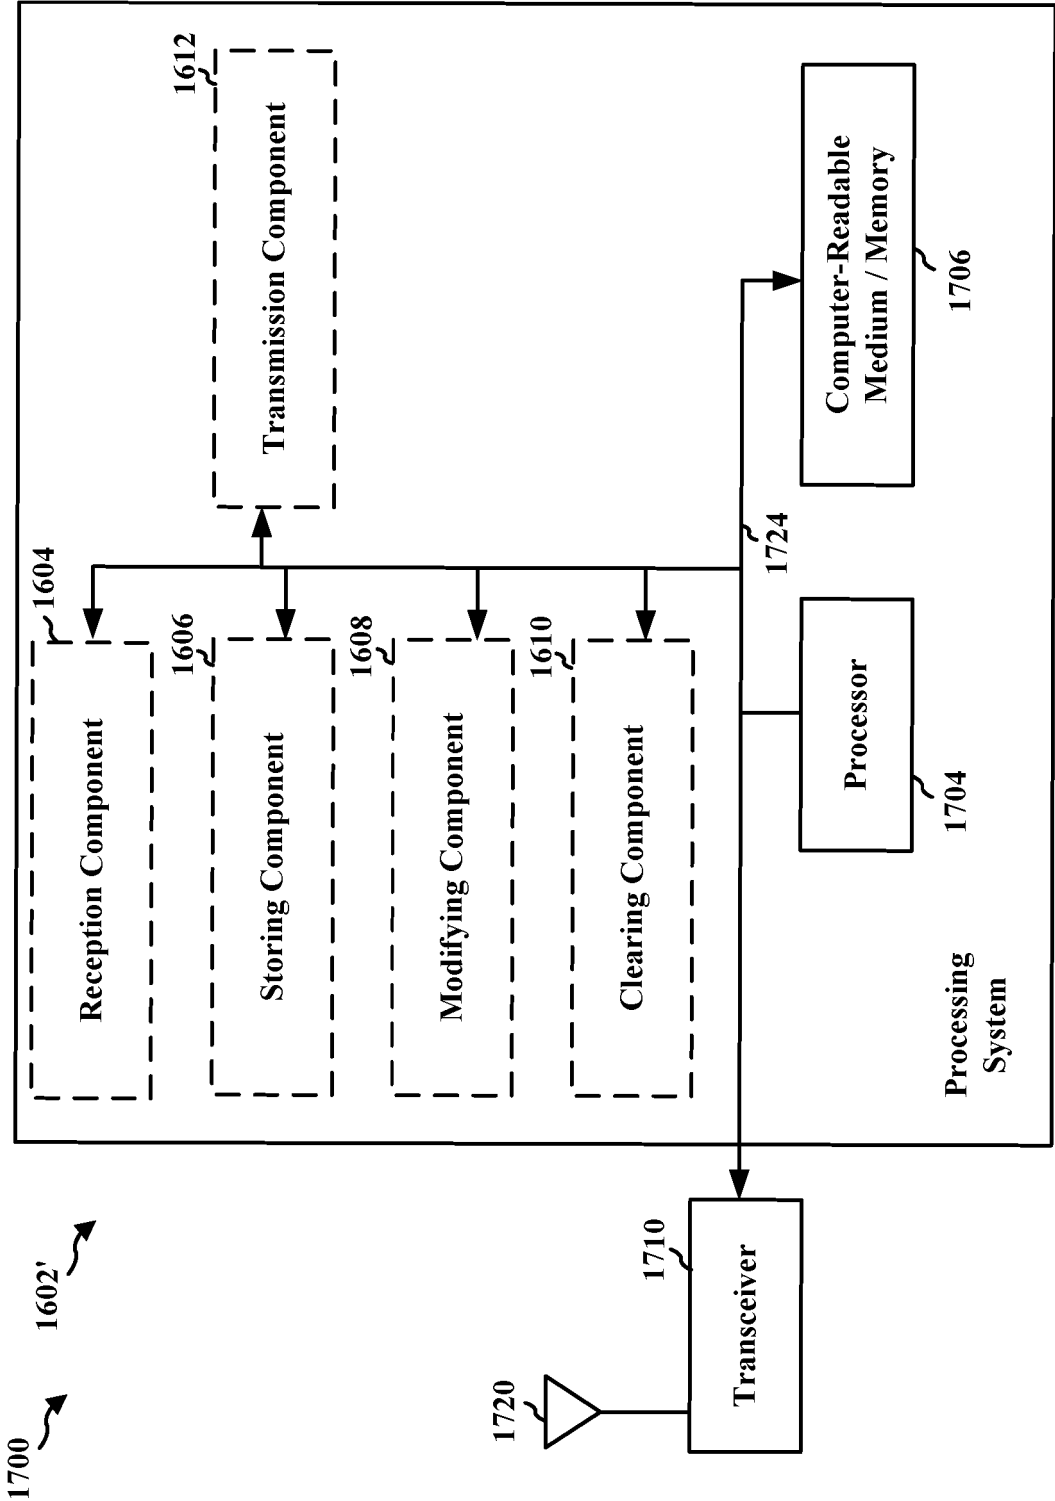 1700
1602'
1604
Reception Component
1606
Storing Component
1612
Transmission Component
1608
Modifying Component
1610
Clearing Component
1720
1710
Transceiver
1724
Processor
1704
Computer-Readable
Medium / Memory
1706
Processing
System